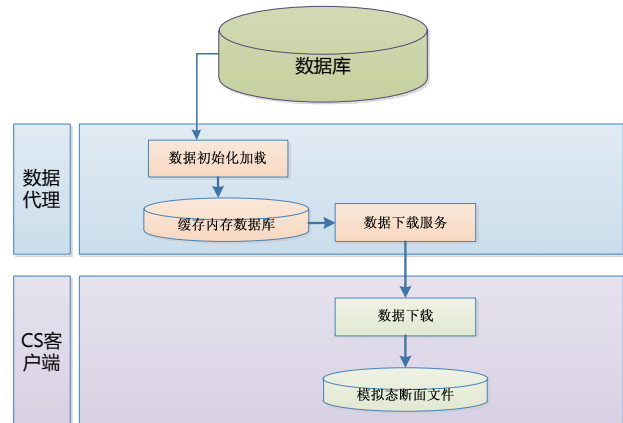 数据库
数据
代理
数据初始化加载
缓存内存数据库
数据下载服务
CS客
户端
数据下载
模拟态断面文件